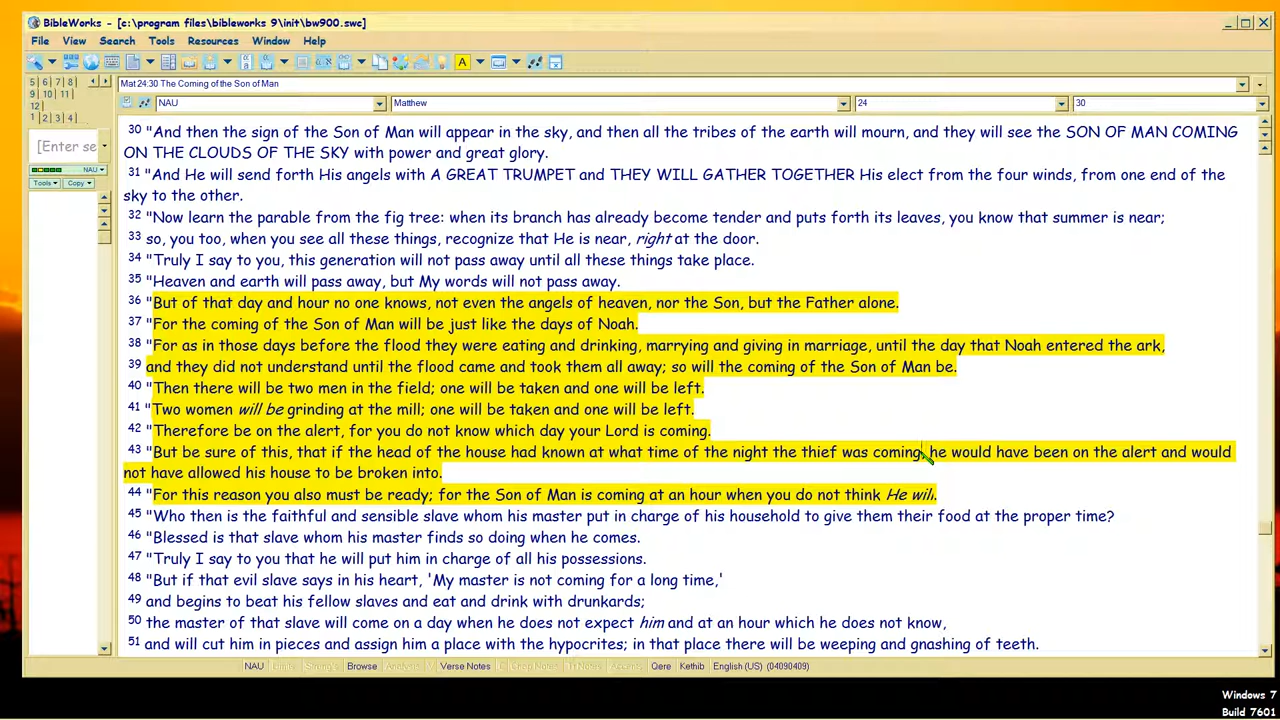 BibleWorks - [c:\program files\bibleworks 9\init\bw900.swc]
File View Search Tools Resources Window Help
5 | 6 | 7 | 8 |
9 | 10 | 11 |
12 |
1 | 2 | 3 | 4 |
Mat 24:30 The Coming of the Son of Man
NAU Matthew 24 30
[Enter se
NAU
Tools Copy
30 "And then the sign of the Son of Man will appear in the sky, and then all the tribes of the earth will mourn, and they will see the SON OF MAN COMING
ON THE CLOUDS OF THE SKY with power and great glory.
31 "And He will send forth His angels with A GREAT TRUMPET and THEY WILL GATHER TOGETHER His elect from the four winds, from one end of the
sky to the other.
32 "Now learn the parable from the fig tree: when its branch has already become tender and puts forth its leaves, you know that summer is near;
33 so, you too, when you see all these things, recognize that He is near, right at the door.
34 "Truly I say to you, this generation will not pass away until all these things take place.
35 "Heaven and earth will pass away, but My words will not pass away.
36 "But of that day and hour no one knows, not even the angels of heaven, nor the Son, but the Father alone.
37 "For the coming of the Son of Man will be just like the days of Noah.
38 "For as in those days before the flood they were eating and drinking, marrying and giving in marriage, until the day that Noah entered the ark,
39 and they did not understand until the flood came and took them all away; so will the coming of the Son of Man be.
40 "Then there will be two men in the field; one will be taken and one will be left.
41 "Two women will be grinding at the mill; one will be taken and one will be left.
42 "Therefore be on the alert, for you do not know which day your Lord is coming.
43 "But be sure of this, that if the head of the house had known at what time of the night the thief was coming, he would have been on the alert and would
not have allowed his house to be broken into.
44 "For this reason you also must be ready; for the Son of Man is coming at an hour when you do not think He will.
45 "Who then is the faithful and sensible slave whom his master put in charge of his household to give them their food at the proper time?
46 "Blessed is that slave whom his master finds so doing when he comes.
47 "Truly I say to you that he will put him in charge of all his possessions.
48 "But if that evil slave says in his heart, 'My master is not coming for a long time,'
49 and begins to beat his fellow slaves and eat and drink with drunkards;
50 the master of that slave will come on a day when he does not expect him and at an hour which he does not know,
51 and will cut him in pieces and assign him a place with the hypocrites; in that place there will be weeping and gnashing of teeth.
NAU Limits Strong's Browse Analysis Verse Notes Chap Notes Accents Qere Kethib English (US) (04090409)
Windows 7
Build 7601